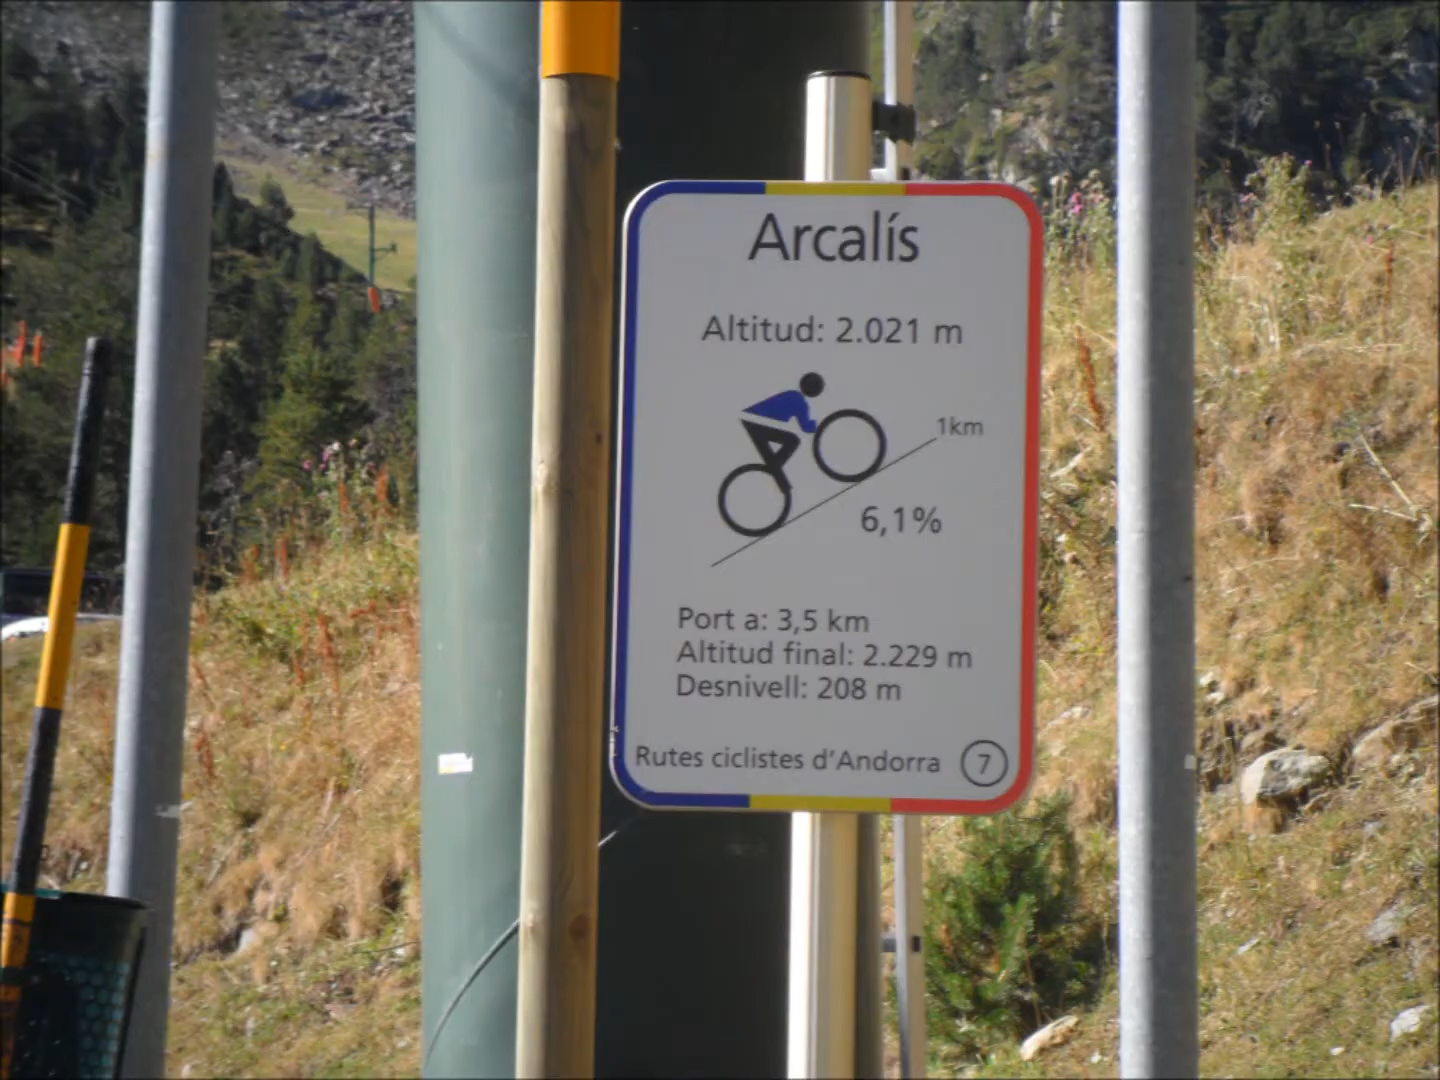 Arcalís
Altitud: 2.021 m
1km
6,1%
Port a: 3,5 km
Altitud final: 2.229 m
Desnivell: 208 m
Rutes ciclistes d'Andorra 7